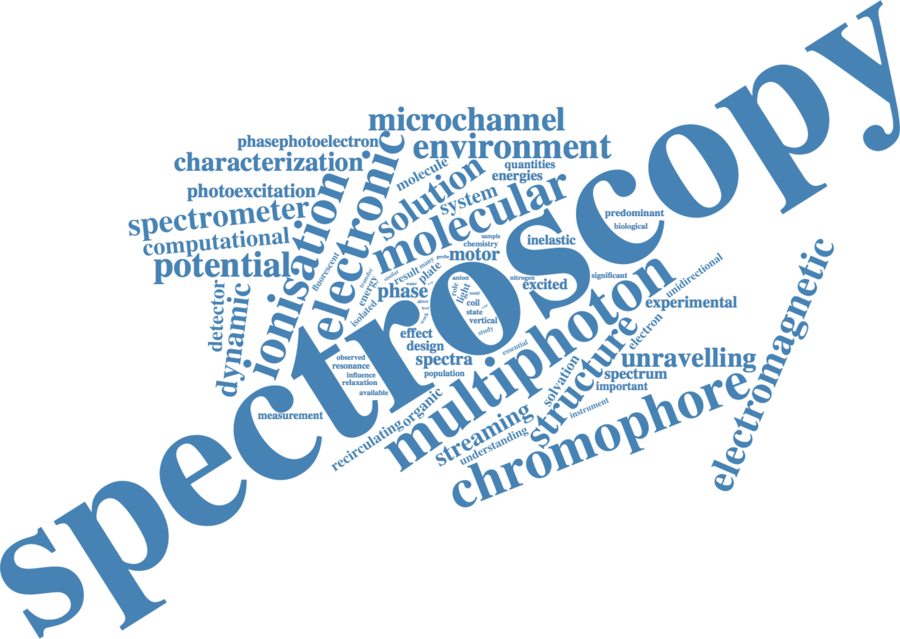 spectroscopy
microchannel
phasephotoelectron
environment
characterization
molecule
quantities
energies
photoexcitation
solution
system
spectrometer
ionisation
electronic
molecular
predominant
biological
computational
sample
chemistry
inelastic
potential
motor
fluorescent
transfer
energy
similar
result
many
plate
probe
anion
nitrogen
excited
significant
unidirectional
electromagnetic
detector
dynamic
isolated
phase
role
light
coil
state
vertical
study
work
multiphoton
experimental
effect
design
electron
structure
observed
resonance
influence
relaxation
available
spectra
population
essential
unravelling
spectrum
important
solvation
measurement
organic
recirculating
streaming
understanding
instrument
chromophore